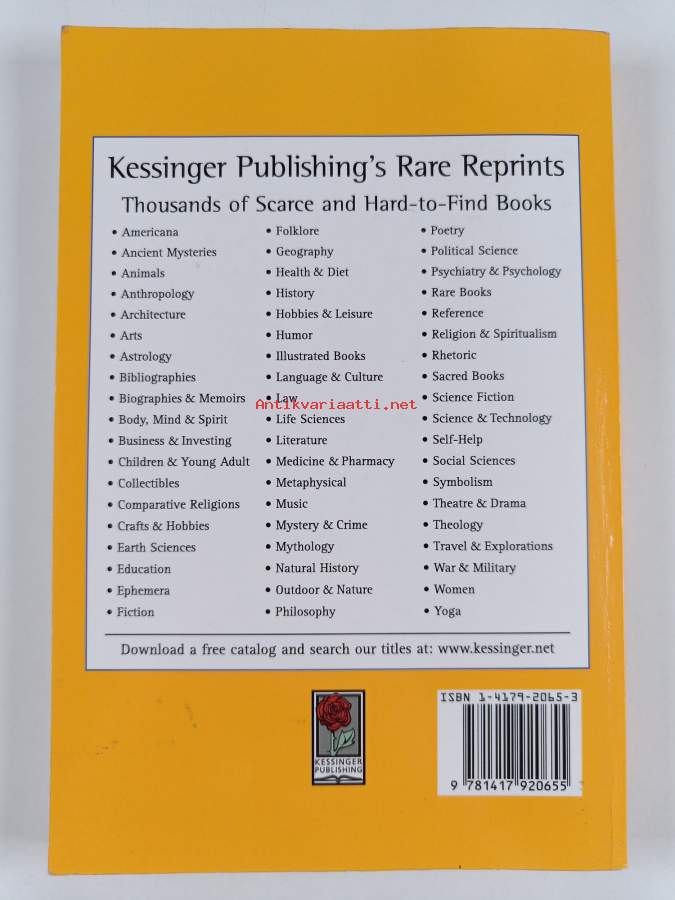 Kessinger Publishing's Rare Reprints
Thousands of Scarce and Hard-to-Find Books
• Americana
• Ancient Mysteries
• Animals
• Anthropology
• Architecture
• Arts
• Astrology
• Bibliographies
• Biographies & Memoirs
• Body, Mind & Spirit
• Business & Investing
• Children & Young Adult
• Collectibles
• Comparative Religions
• Crafts & Hobbies
• Earth Sciences
• Education
• Ephemera
• Fiction
• Folklore
• Geography
• Health & Diet
• History
• Hobbies & Leisure
• Humor
• Illustrated Books
• Language & Culture
• Law
• Life Sciences
• Literature
• Medicine & Pharmacy
• Metaphysical
• Music
• Mystery & Crime
• Mythology
• Natural History
• Outdoor & Nature
• Philosophy
• Poetry
• Political Science
• Psychiatry & Psychology
• Rare Books
• Reference
• Religion & Spiritualism
• Rhetoric
• Sacred Books
• Science Fiction
• Science & Technology
• Self-Help
• Social Sciences
• Symbolism
• Theatre & Drama
• Theology
• Travel & Explorations
• War & Military
• Women
• Yoga
Antikvariaatti.net
Download a free catalog and search our titles at: www.kessinger.net
KESSINGER
PUBLISHING
ISBN 1-4179-2065-3
9 781417 920655